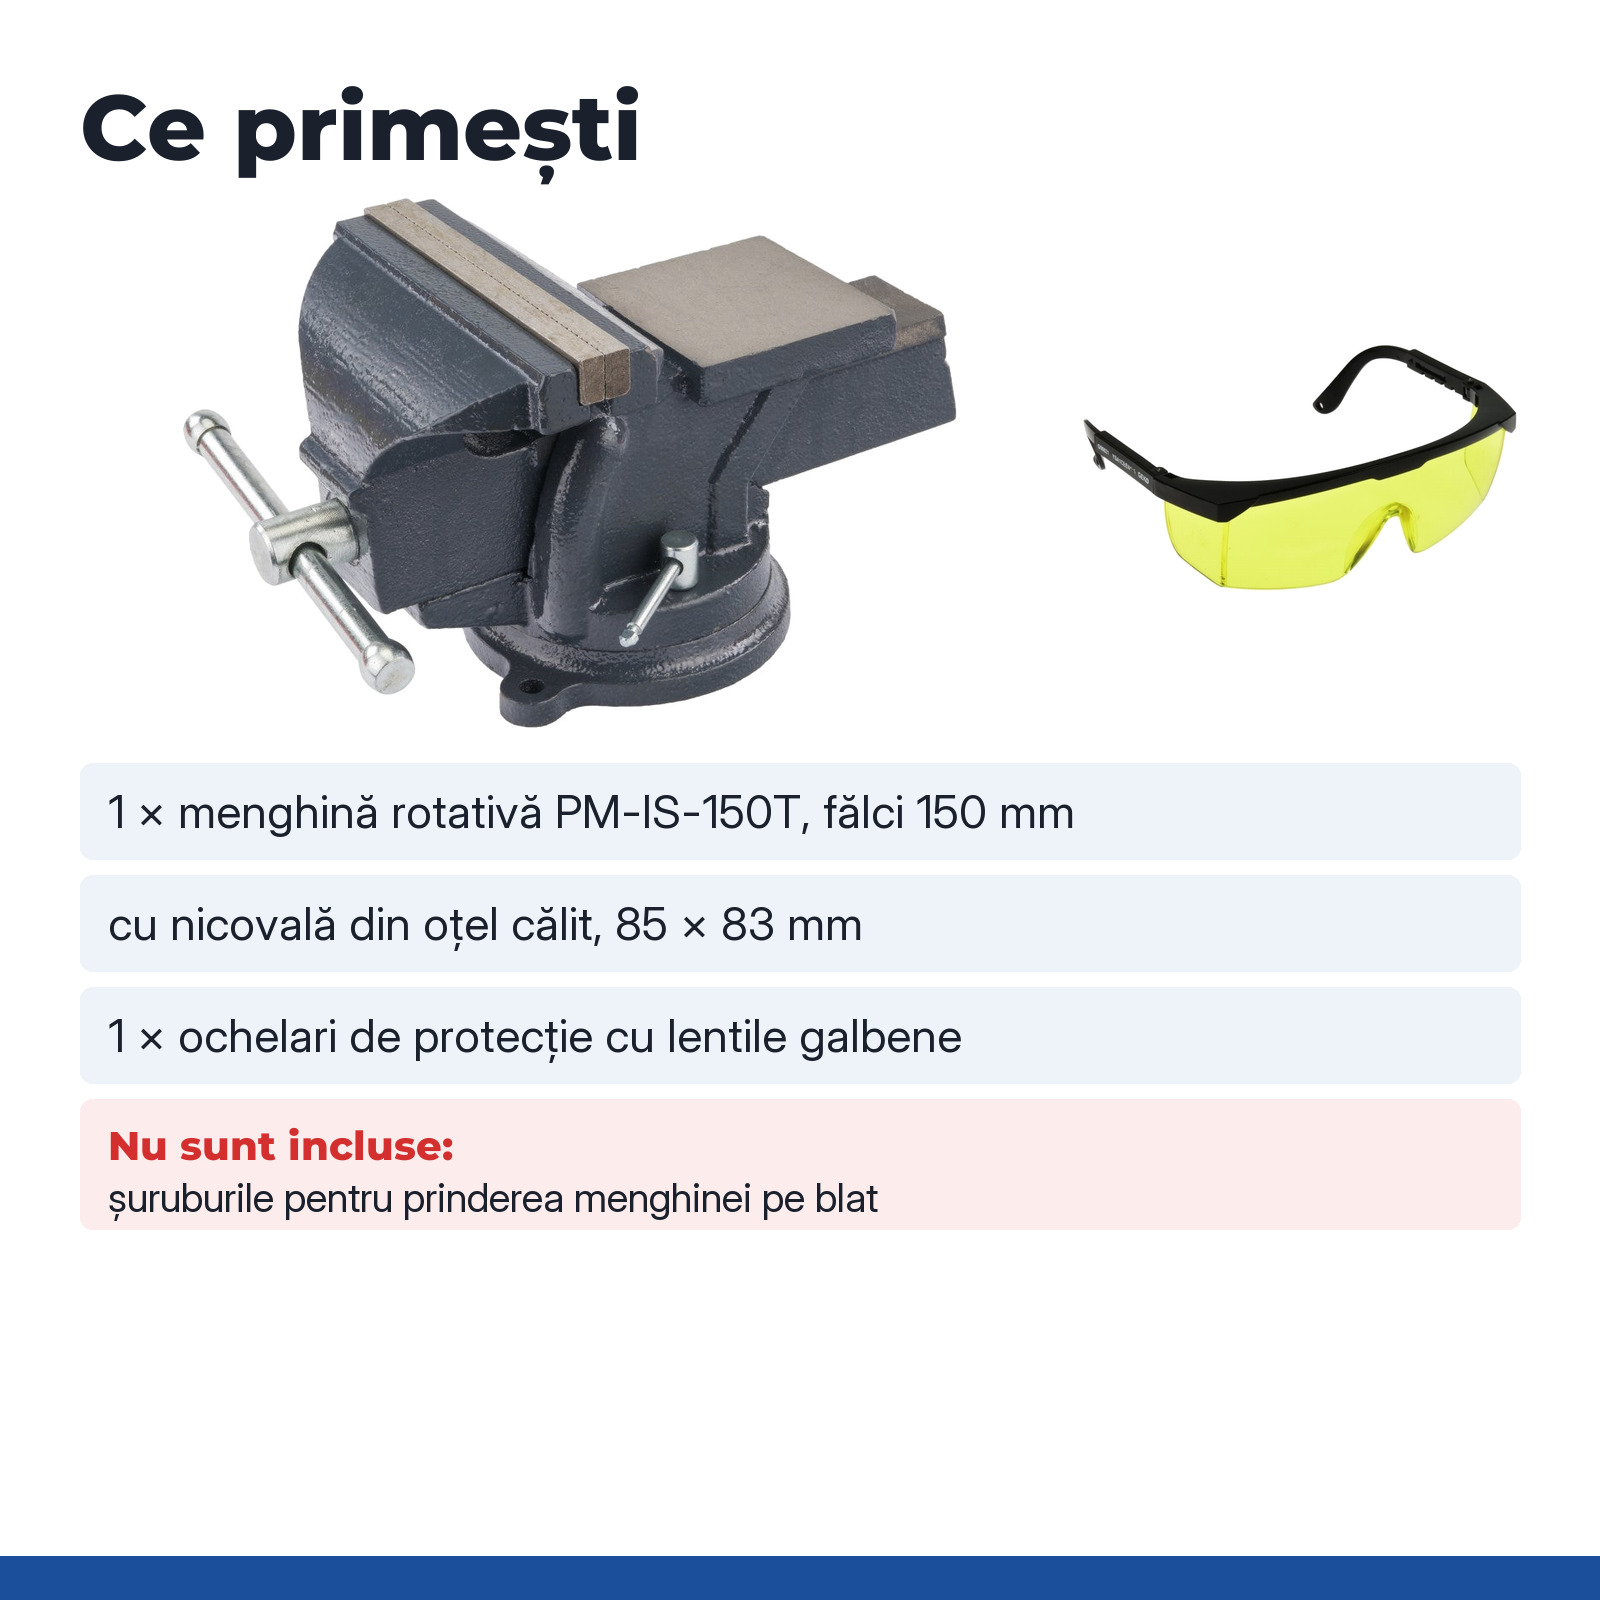 Ce primești
1 × menghină rotativă PM-IS-150T, fălci 150 mm
cu nicovală din oțel călit, 85 × 83 mm
1 × ochelari de protecție cu lentile galbene
Nu sunt incluse:
șuruburile pentru prinderea menghinei pe blat